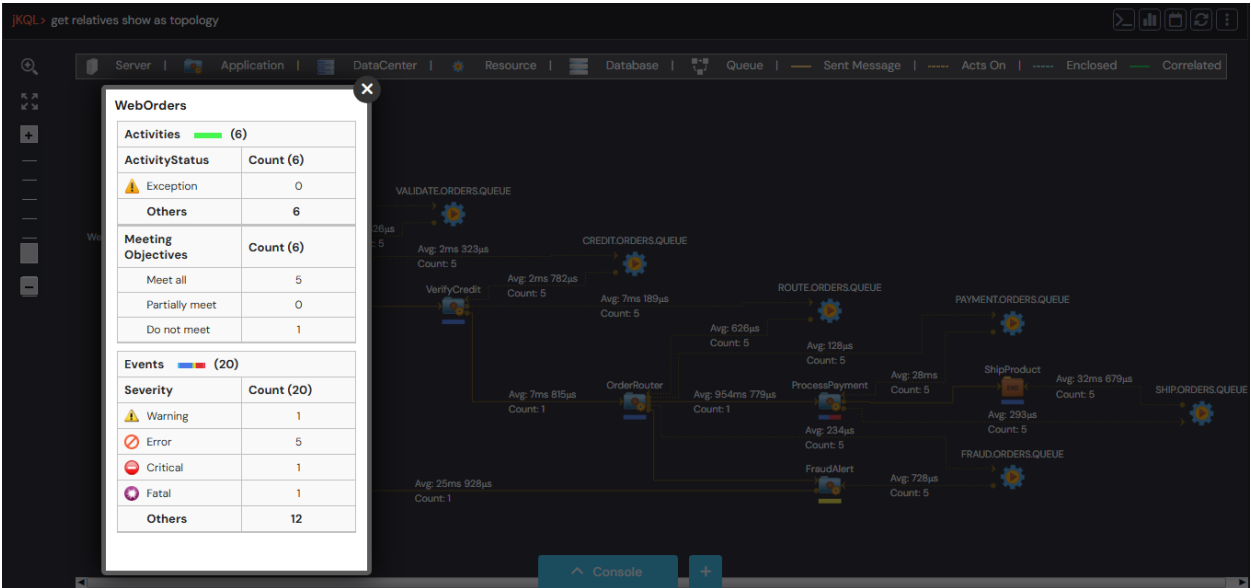 jKQL> get relatives show as topology
Server | Application | DataCenter | Resource | Database | Queue | Sent Message | Acts On | Enclosed Correlated
WebOrders
Activities (6)
ActivityStatus Count (6)
Exception 0
Others 6
Meeting Objectives Count (6)
Meet all 5
Partially meet 0
Do not meet 1
Events (20)
Severity Count (20)
Warning 1
Error 5
Critical 1
Fatal 1
Others 12
We
26µs
: 5
VALIDATE.ORDERS.QUEUE
Avg: 2ms 323µs
Count: 5
CREDIT.ORDERS.QUEUE
VerifyCredit
Avg: 2ms 782µs
Count: 5
Avg: 7ms 189µs
Count: 5
ROUTE.ORDERS.QUEUE
Avg: 626µs
Count: 5
Avg: 128µs
Count: 5
PAYMENT.ORDERS.QUEUE
Avg: 7ms 815µs
Count: 1
OrderRouter
Avg: 954ms 779µs
Count: 1
ProcessPayment
Avg: 28ms
Count: 5
ShipProduct
Avg: 32ms 679µs
Count: 5
SHIP.ORDERS.QUEUE
Avg: 293µs
Count: 5
Avg: 234µs
Count: 5
FRAUD.ORDERS.QUEUE
FraudAlert
Avg: 728µs
Count: 5
Avg: 25ms 928µs
Count: 1
Console